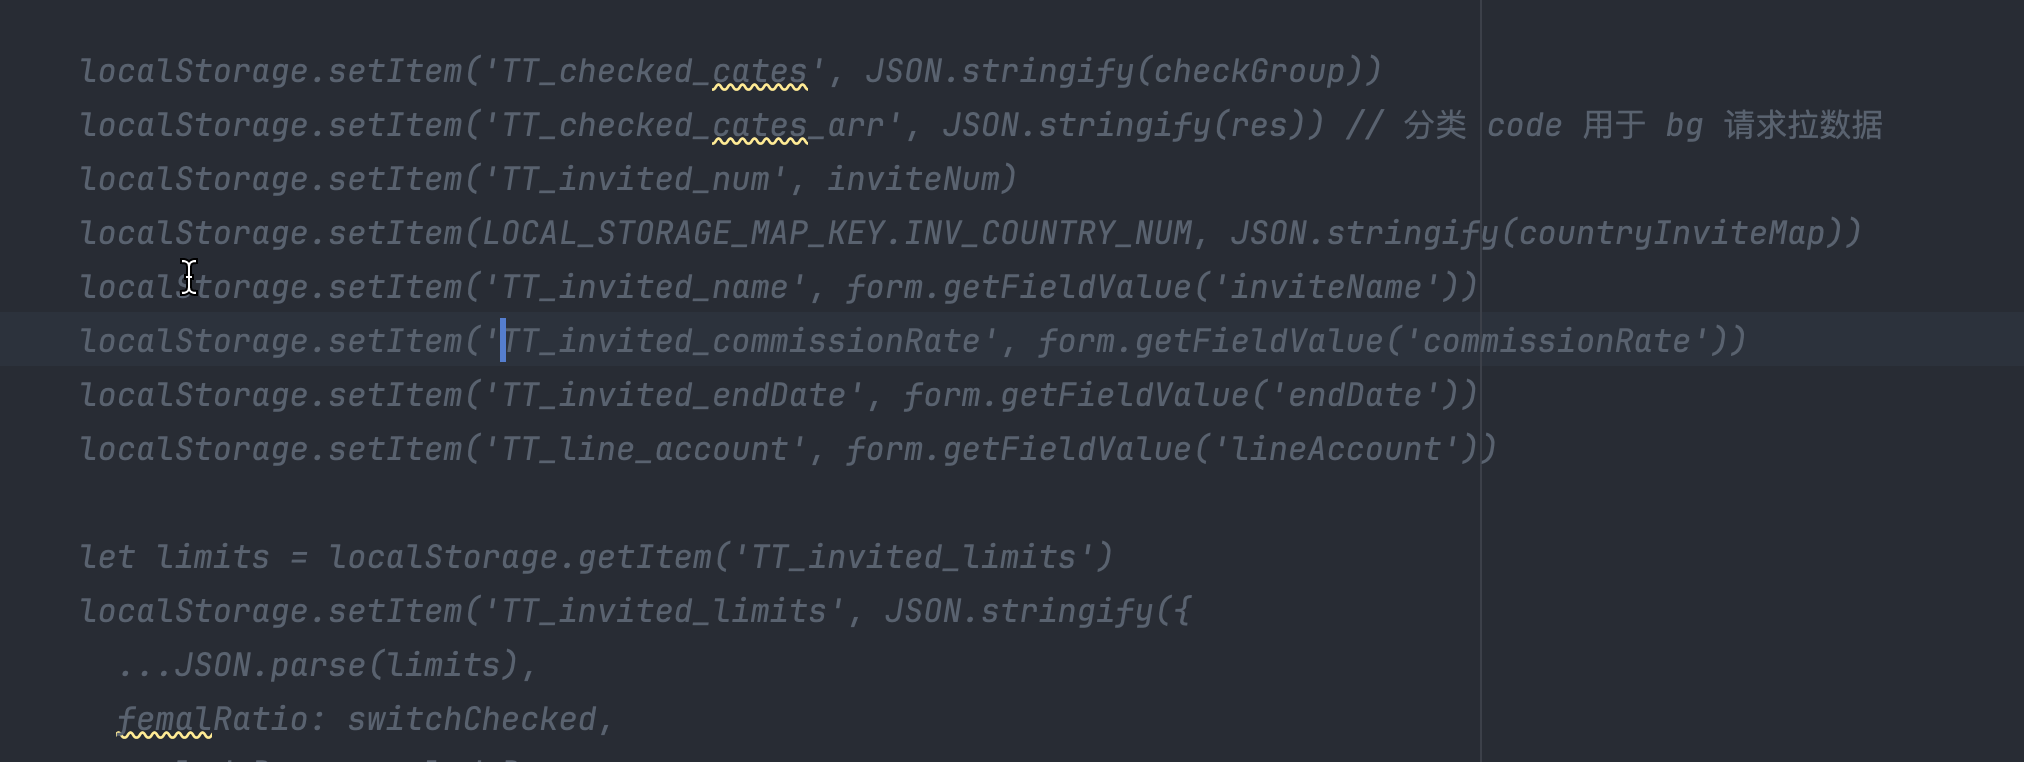 localStorage.setItem('TT_checked_cates', JSON.stringify(checkGroup))
localStorage.setItem('TT_checked_cates_arr', JSON.stringify(res)) // 分类 code 用于 bg 请求拉数据
localStorage.setItem('TT_invited_num', inviteNum)
localStorage.setItem(LOCAL_STORAGE_MAP_KEY.INV_COUNTRY_NUM, JSON.stringify(countryInviteMap))
localStorage.setItem('TT_invited_name', form.getFieldValue('inviteName'))
localStorage.setItem('TT_invited_commissionRate', form.getFieldValue('commissionRate'))
localStorage.setItem('TT_invited_endDate', form.getFieldValue('endDate'))
localStorage.setItem('TT_line_account', form.getFieldValue('lineAccount'))
let limits = localStorage.getItem('TT_invited_limits')
localStorage.setItem('TT_invited_limits', JSON.stringify({
...JSON.parse(limits),
femalRatio: switchChecked,